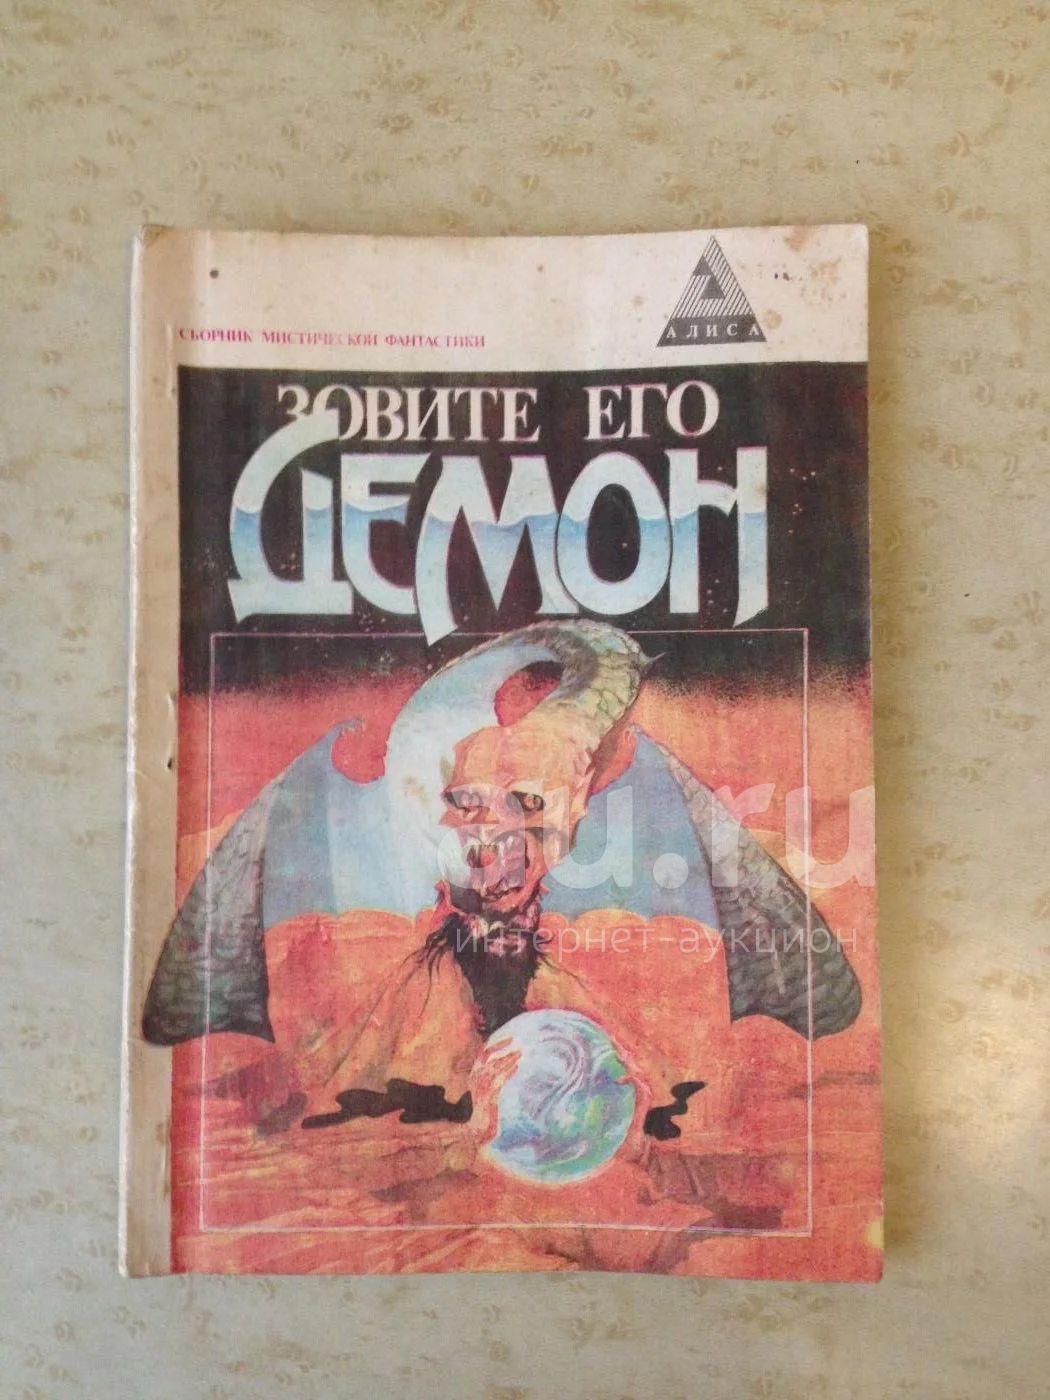 АЛИСА
СБОРНИК МИСТИЧЕСКОЙ ФАНТАСТИКИ
ЗОВИТЕ ЕГО
ДЕМОН
au.ru
интернет-аукцион